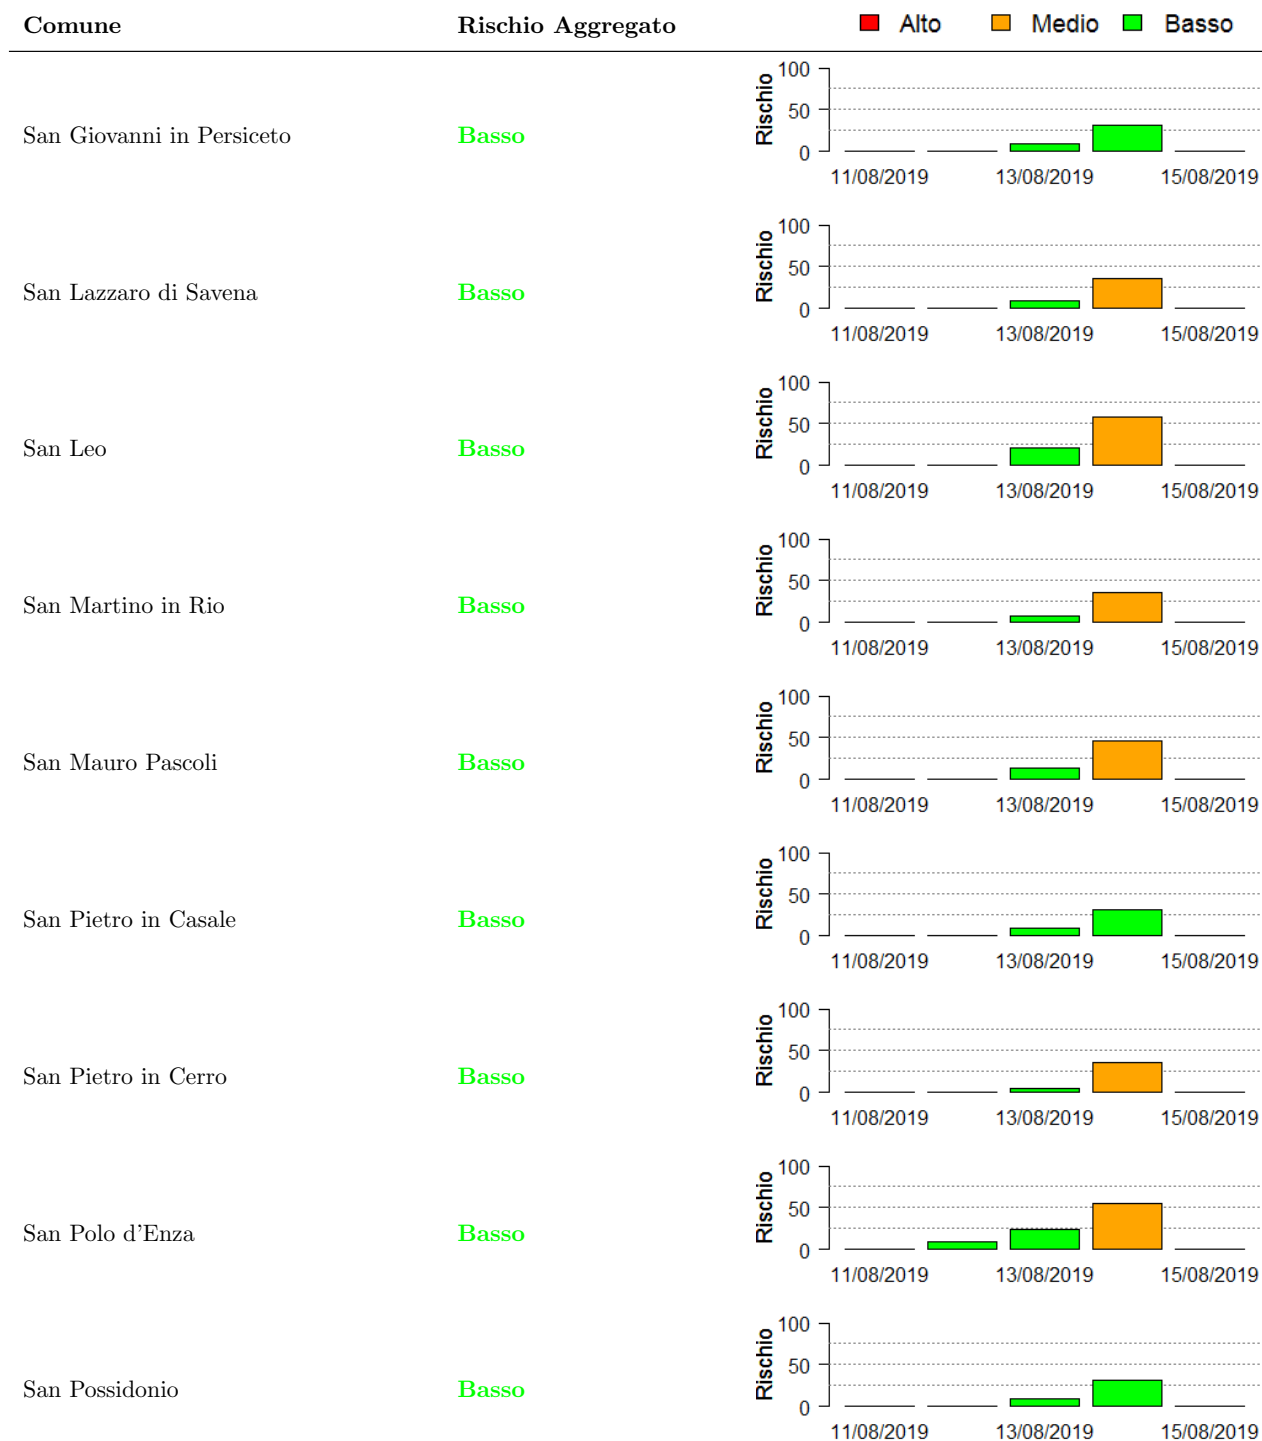 Comune Rischio Aggregato Alto Medio Basso
San Giovanni in Persiceto Basso
Rischio
100
50
0
11/08/2019 13/08/2019 15/08/2019
San Lazzaro di Savena Basso
Rischio
100
50
0
11/08/2019 13/08/2019 15/08/2019
San Leo Basso
Rischio
100
50
0
11/08/2019 13/08/2019 15/08/2019
San Martino in Rio Basso
Rischio
100
50
0
11/08/2019 13/08/2019 15/08/2019
San Mauro Pascoli Basso
Rischio
100
50
0
11/08/2019 13/08/2019 15/08/2019
San Pietro in Casale Basso
Rischio
100
50
0
11/08/2019 13/08/2019 15/08/2019
San Pietro in Cerro Basso
Rischio
100
50
0
11/08/2019 13/08/2019 15/08/2019
San Polo d'Enza Basso
Rischio
100
50
0
11/08/2019 13/08/2019 15/08/2019
San Possidonio Basso
Rischio
100
50
0
11/08/2019 13/08/2019 15/08/2019